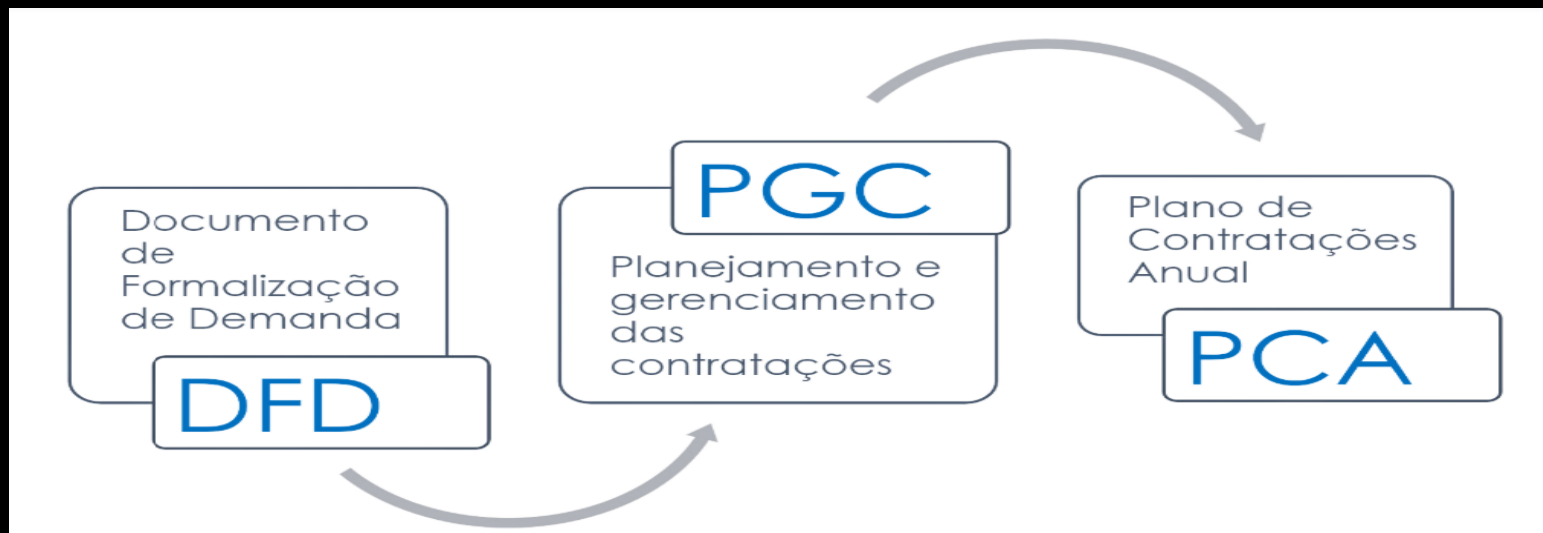 Documento
de
Formalização
de Demanda
DFD
PGC
Planejamento e
gerenciamento
das
contratações
Plano de
Contratações
Anual
PCA